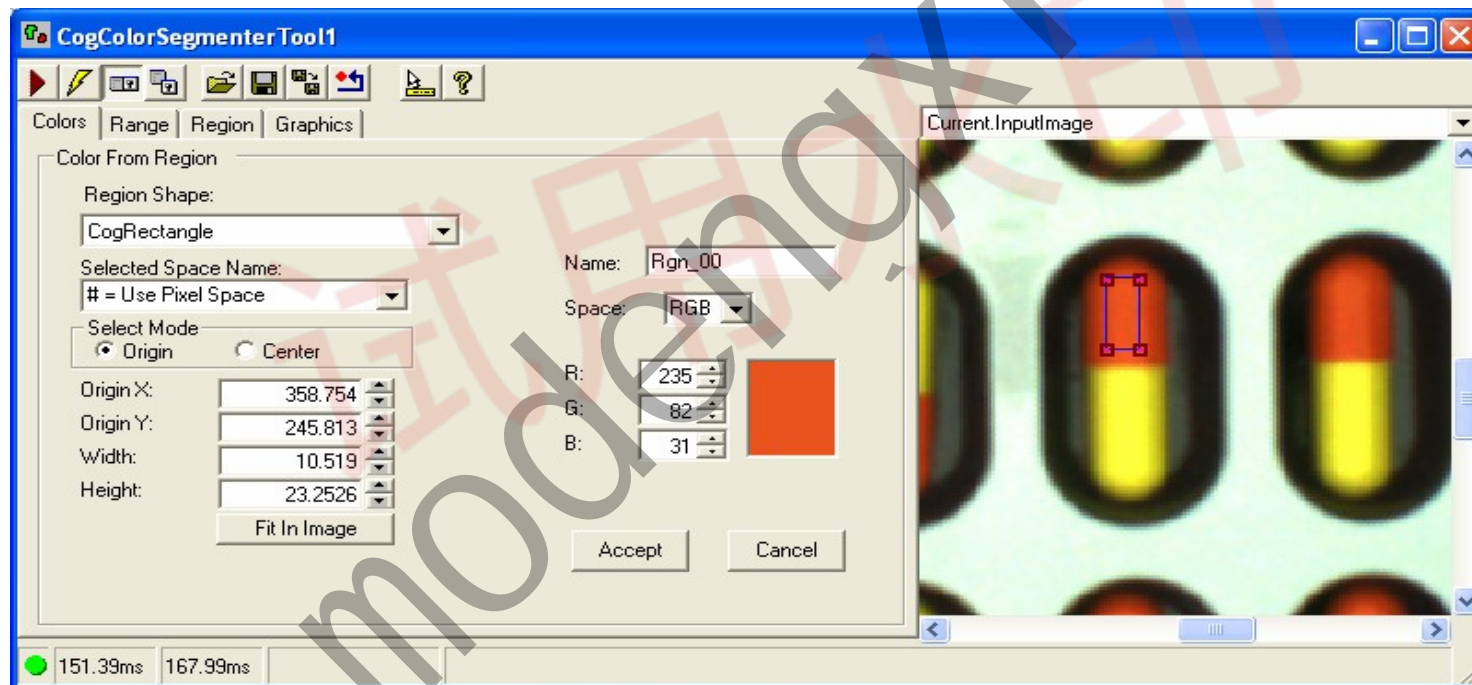 CogColorSegmenterTool1
Colors Range Region Graphics
Current.InputImage
Color From Region
Region Shape:
CogRectangle
Selected Space Name:
# = Use Pixel Space
Select Mode
Origin Center
Origin X: 358.754
Origin Y: 245.813
Width: 10.519
Height: 23.2526
Fit In Image
Name: Rgn_00
Space: RGB
R: 235
G: 82
B: 31
Accept Cancel
151.39ms 167.99ms
试用水印